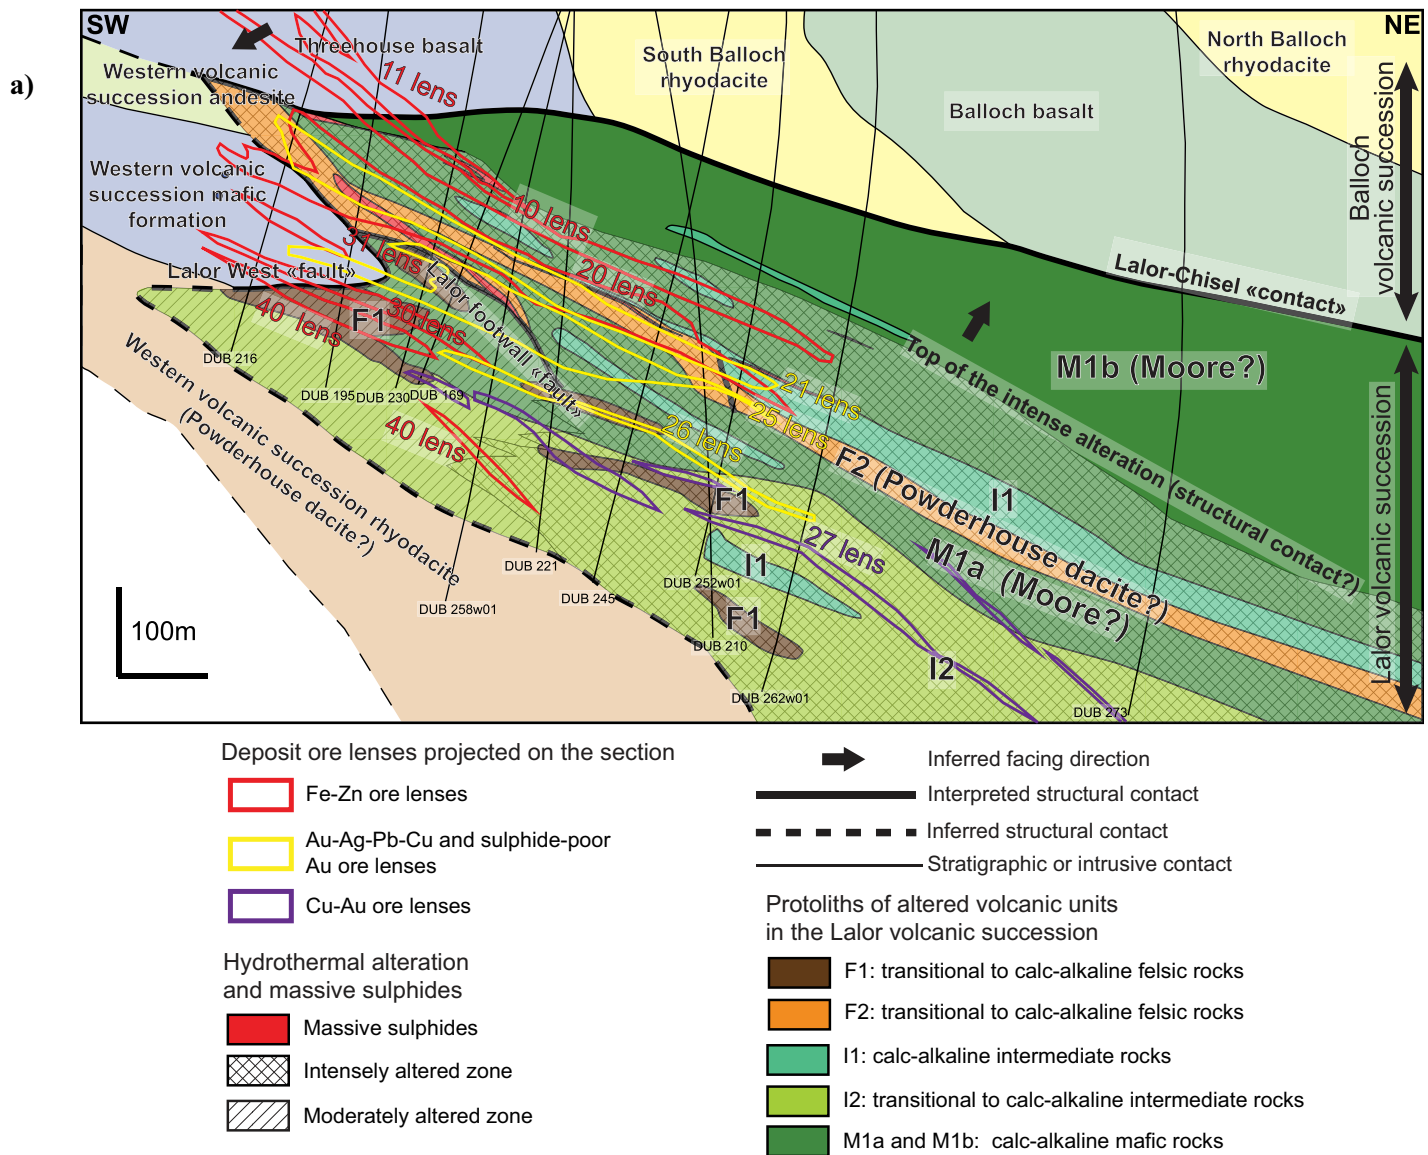 a)
SW
NE
Threehouse basalt
Western volcanic
succession andesite
11 lens
South Balloch
rhyodacite
North Balloch
rhyodacite
Balloch basalt
Balloch
volcanic succession
Western volcanic
succession mafic
formation
10 lens
37 lens
20 lens
Lalor West «fault»
Lalor-Chisel «contact»
Lalor footwall «fault»
40 lens
F1
30 lens
M1b (Moore?)
Top of the intense alteration (structural contact?)
DUB 216
DUB 195
DUB 230
DUB 169
21 lens
25 lens
26 lens
40 lens
Western volcanic succession rhyodacite
(Powderhouse dacite?)
F2 (Powderhouse dacite?)
I1
F1
27 lens
M1a (Moore?)
I1
Lalor volcanic succession
DUB 221
DUB 245
DUB 258w01
DUB 252w01
F1
DUB 210
I2
DUB 262w01
DUB 273
100m
Deposit ore lenses projected on the section
Fe-Zn ore lenses
Au-Ag-Pb-Cu and sulphide-poor
Au ore lenses
Cu-Au ore lenses
Hydrothermal alteration
and massive sulphides
Massive sulphides
Intensely altered zone
Moderately altered zone
Inferred facing direction
Interpreted structural contact
Inferred structural contact
Stratigraphic or intrusive contact
Protoliths of altered volcanic units
in the Lalor volcanic succession
F1: transitional to calc-alkaline felsic rocks
F2: transitional to calc-alkaline felsic rocks
I1: calc-alkaline intermediate rocks
I2: transitional to calc-alkaline intermediate rocks
M1a and M1b: calc-alkaline mafic rocks